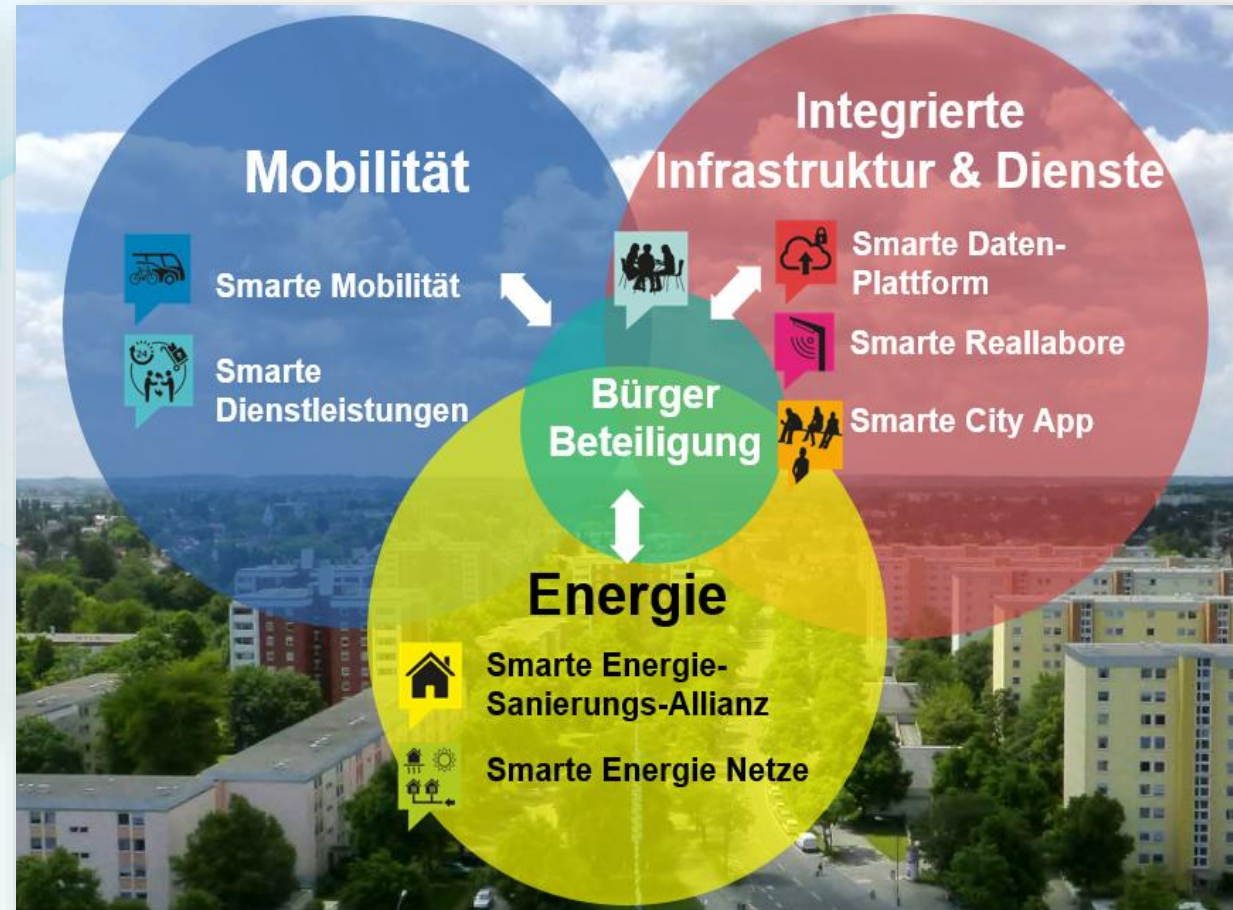 Mobilität
Smarte Mobilität
Smarte
Dienstleistungen
Integrierte
Infrastruktur & Dienste
Smarte Daten-
Plattform
Smarte Reallabore
Smarte City App
Bürger
Beteiligung
Energie
Smarte Energie-
Sanierungs-Allianz
Smarte Energie Netze
24